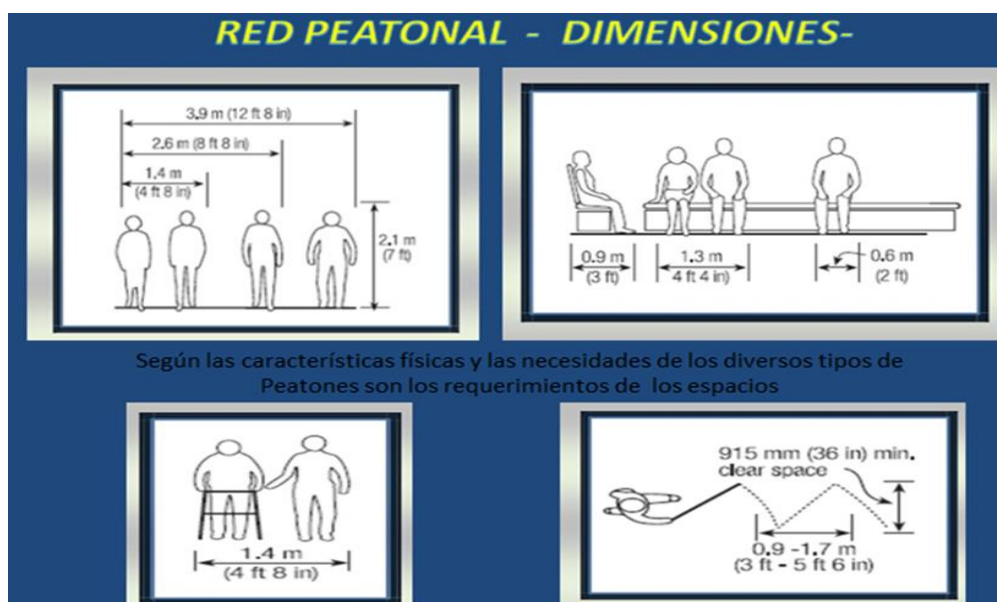 RED PEATONAL - DIMENSIONES-
3.9 m (12 ft 8 in)
2.6 m (8 ft 8 in)
1.4 m
(4 ft 8 in)
2.1 m
(7 ft)
0.9 m
(3 ft)
1.3 m
4 ft 4 in)
0.6 m
(2 ft)
Según las características físicas y las necesidades de los diversos tipos de
Peatones son los requerimientos de los espacios
1.4 m
(4 ft 8 in)
915 mm (36 in) min.
clear space
0.9 -1.7 m
(3 ft - 5 ft 6 in)